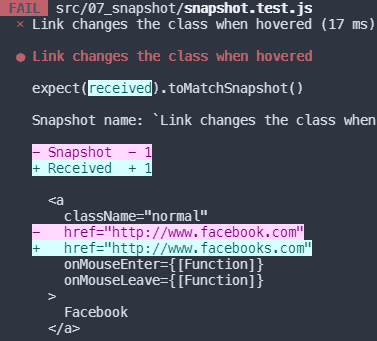 FAIL src/07_snapshot/snapshot.test.js
× Link changes the class when hovered (17 ms)
● Link changes the class when hovered
expect(received).toMatchSnapshot()
Snapshot name: `Link changes the class when
- Snapshot - 1
+ Received + 1
<a
className="normal"
- href="http://www.facebook.com"
+ href="http://www.facebooks.com"
onMouseEnter={[Function]}
onMouseLeave={[Function]}
>
Facebook
</a>